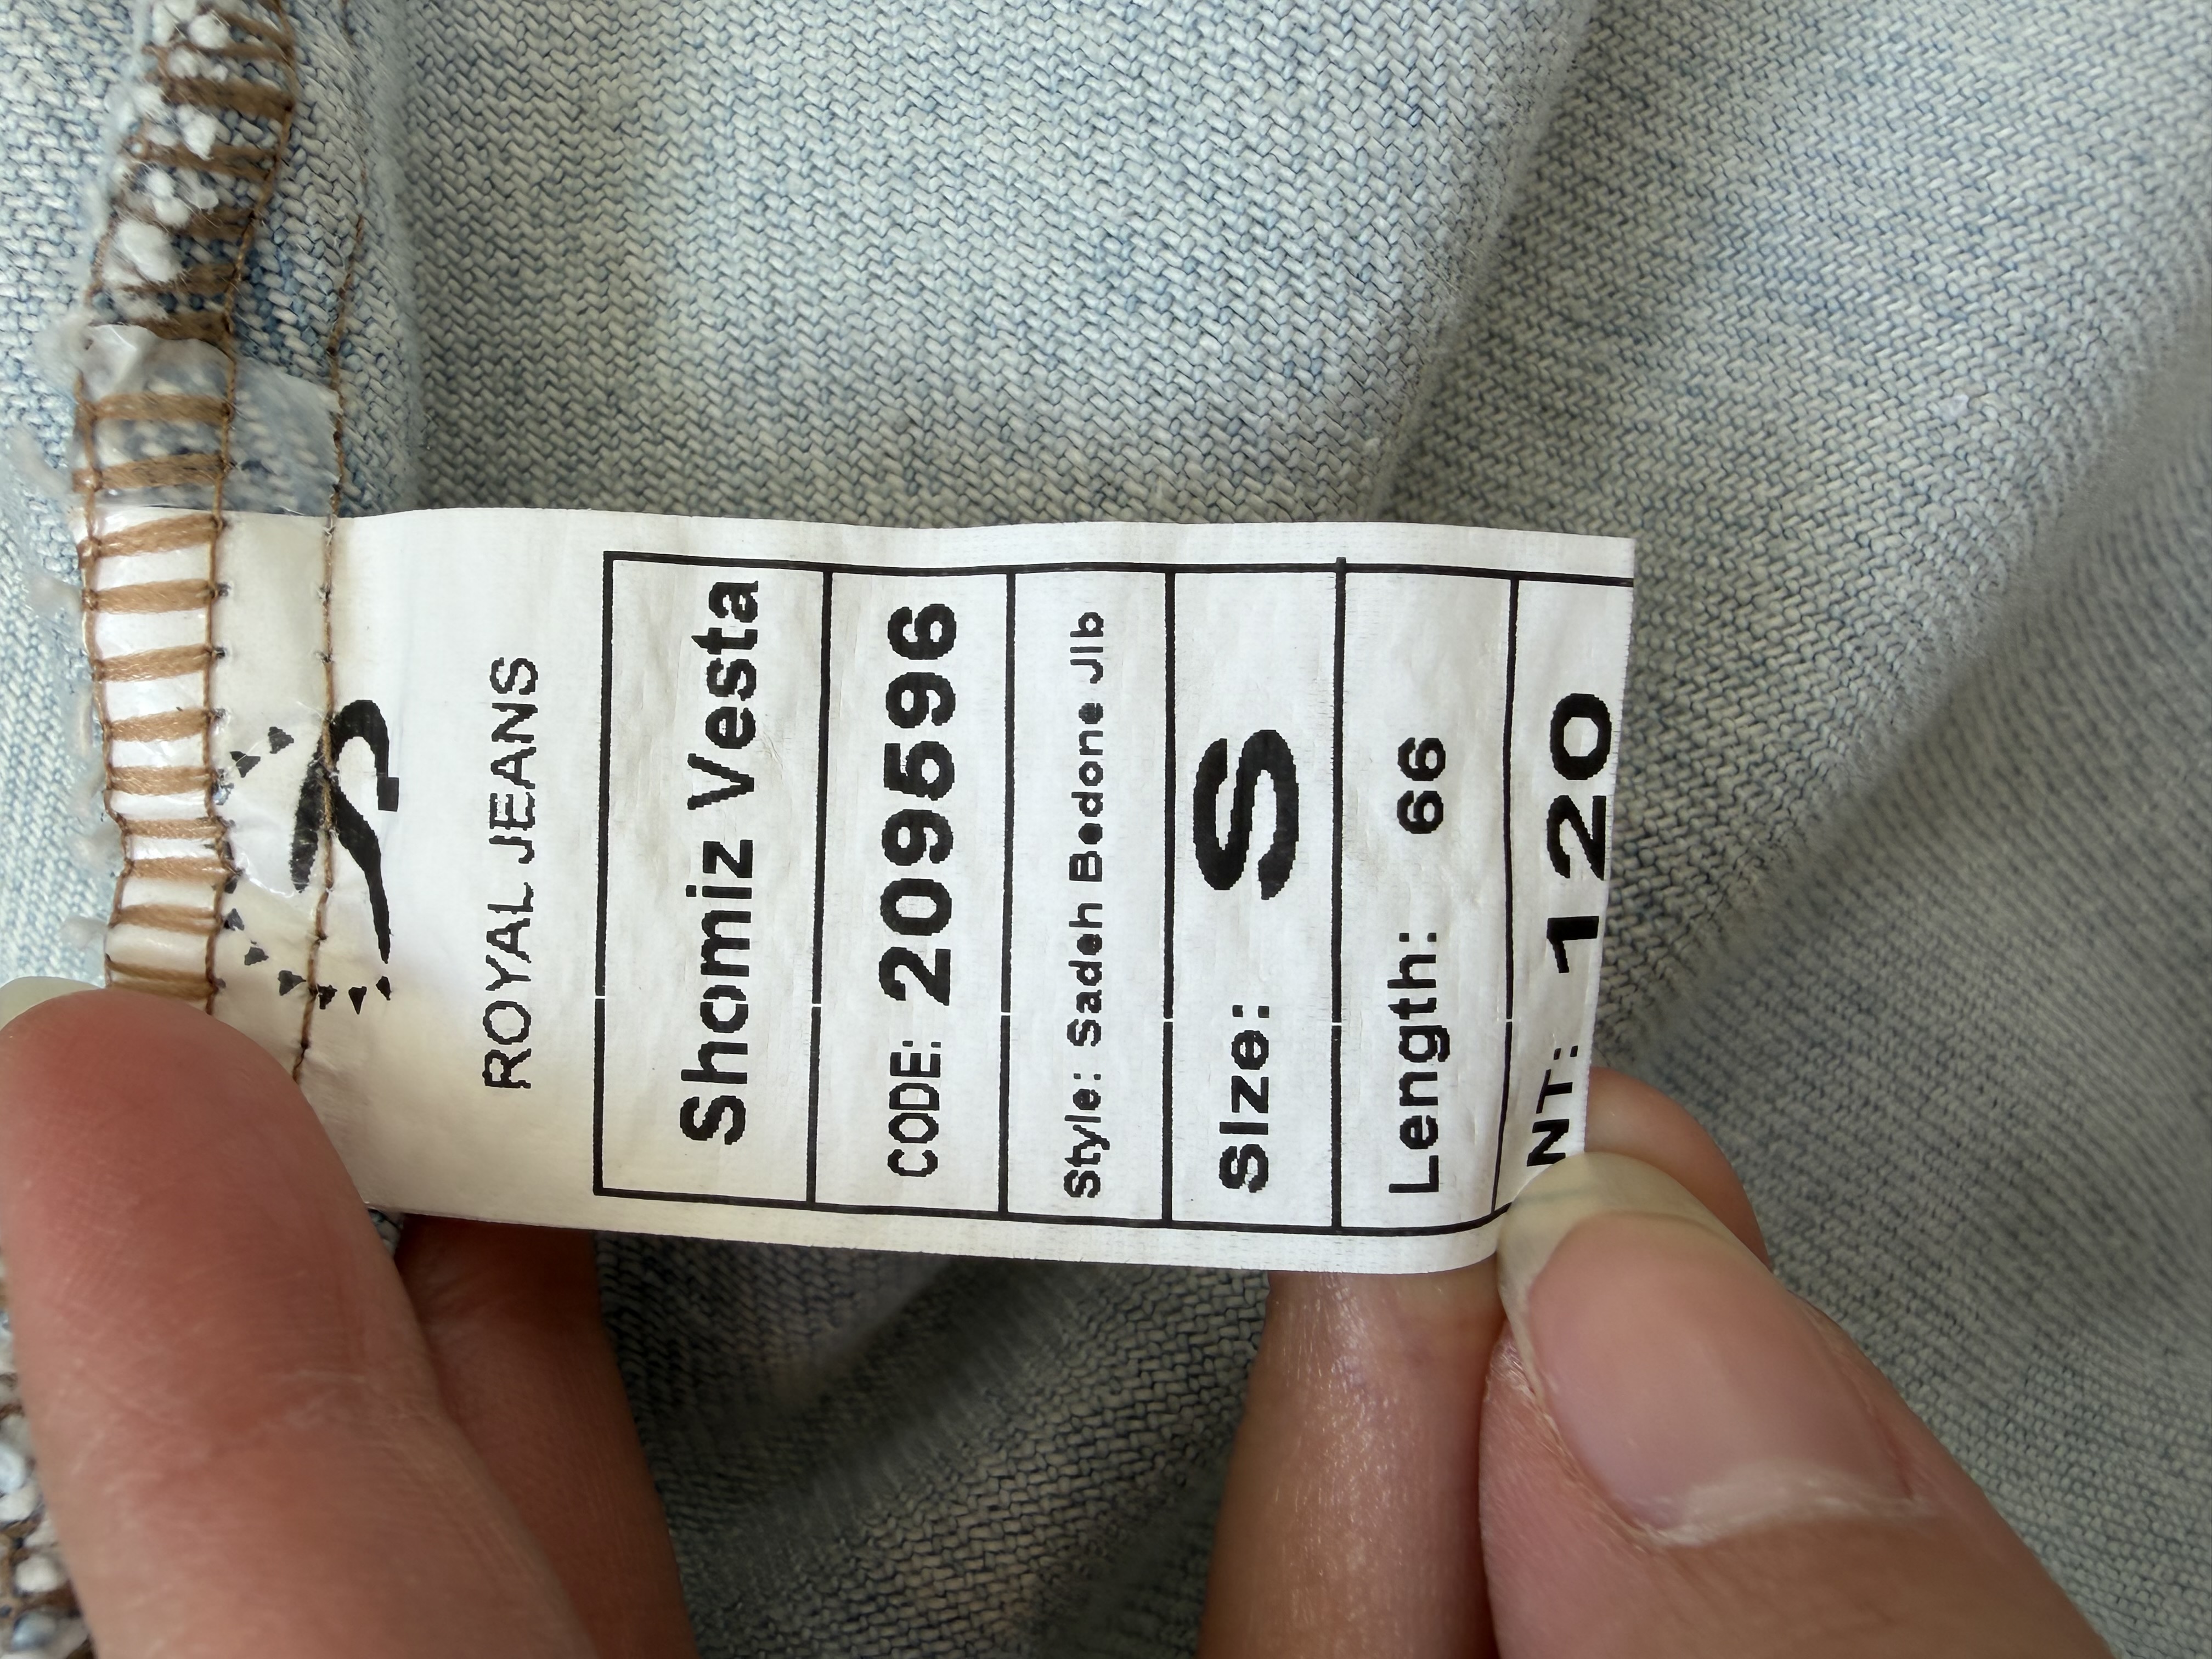 ROYAL JEANS
Shomiz Vesta
CODE: 209596
Style: Sadeh Bedone Jib
Size: S
Length: 66
NT: 120